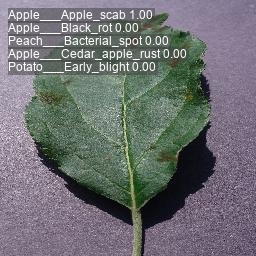 Apple___Apple_scab 1.00
Apple___Black_rot 0.00
Peach___Bacterial_spot 0.00
Apple___Cedar_apple_rust 0.00
Potato___Early_blight 0.00